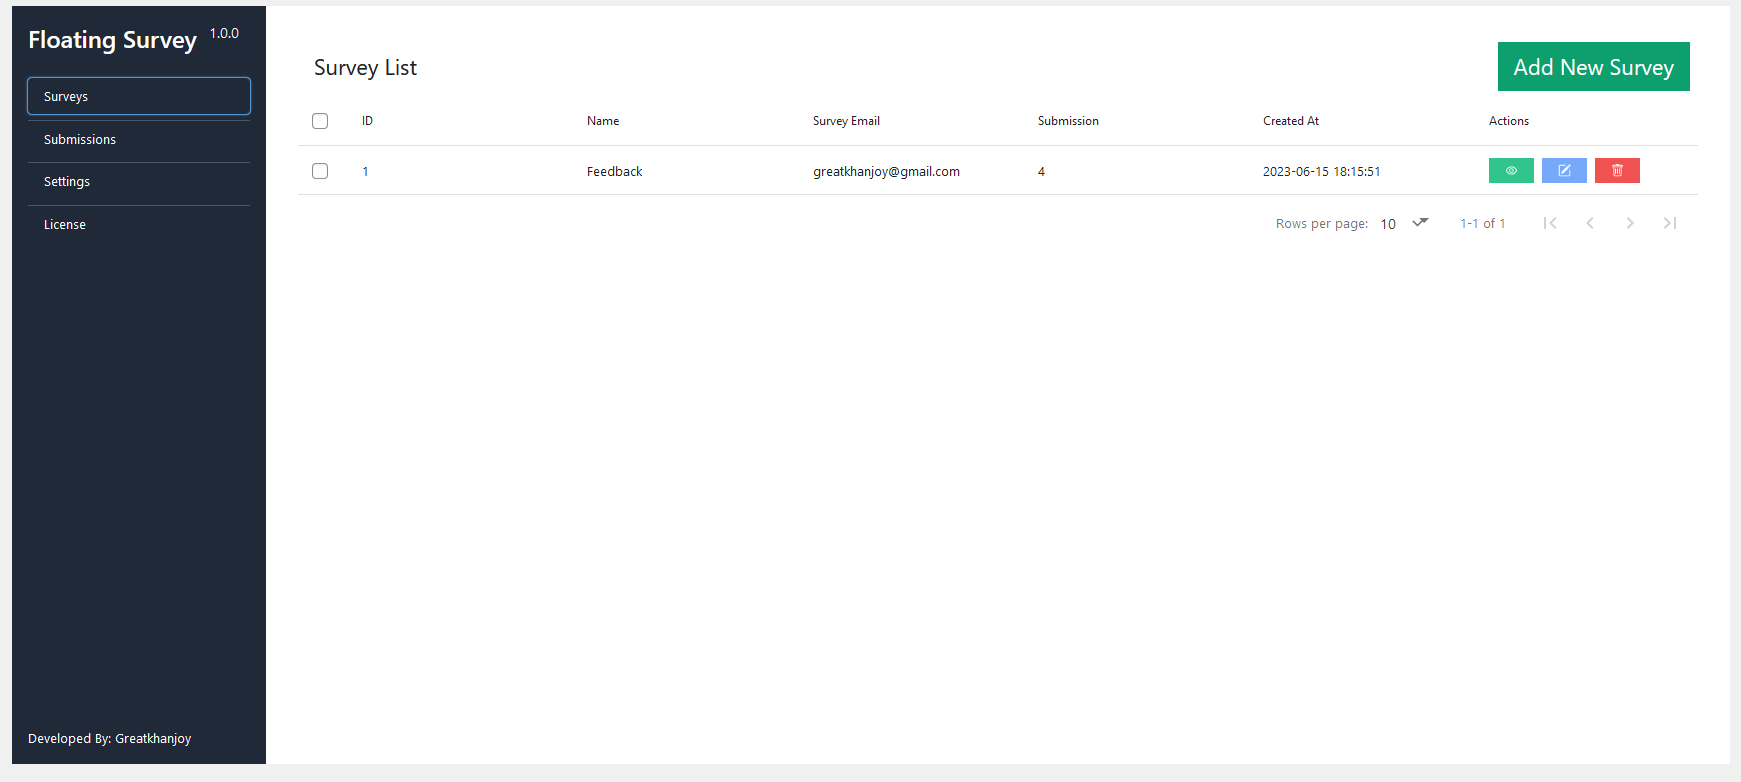 Floating Survey 1.0.0
Surveys
Submissions
Settings
License
Developed By: Greatkhanjoy
Survey List
Add New Survey
ID Name Survey Email Submission Created At Actions
1 Feedback greatkhanjoy@gmail.com 4 2023-06-15 18:15:51
Rows per page: 10 1-1 of 1